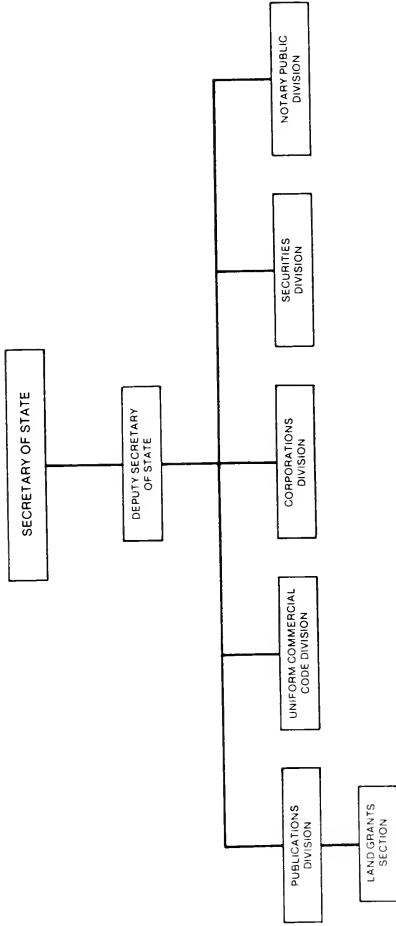 SECRETARY OF STATE
DEPUTY SECRETARY
OF STATE
PUBLICATIONS
DIVISION
UNIFORM COMMERCIAL
CODE DIVISION
CORPORATIONS
DIVISION
SECURITIES
DIVISION
NOTARY PUBLIC
DIVISION
LAND GRANTS
SECTION